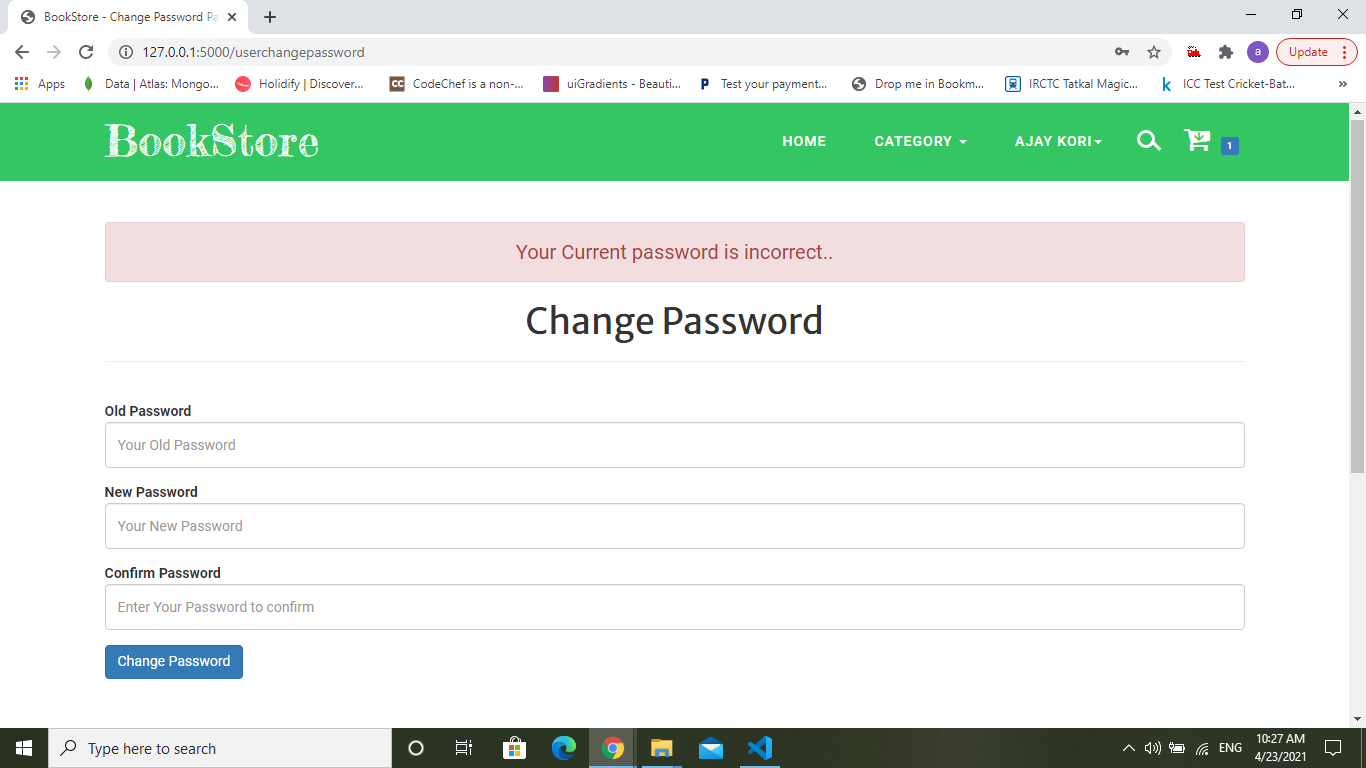 BookStore - Change Password Pa
127.0.0.1:5000/userchangepassword
a
Update
Apps
Data | Atlas: Mongo...
Holidify | Discover...
CC
CodeChef is a non-...
uiGradients - Beauti...
P
Test your payment...
Drop me in Bookm...
IRCTC Tatkal Magic...
k
ICC Test Cricket-Bat...
»
BookStore
HOME
CATEGORY
AJAY KORI
1
Your Current password is incorrect..
Change Password
Old Password
Your Old Password
New Password
Your New Password
Confirm Password
Enter Your Password to confirm
Change Password
Type here to search
ENG
10:27 AM
4/23/2021